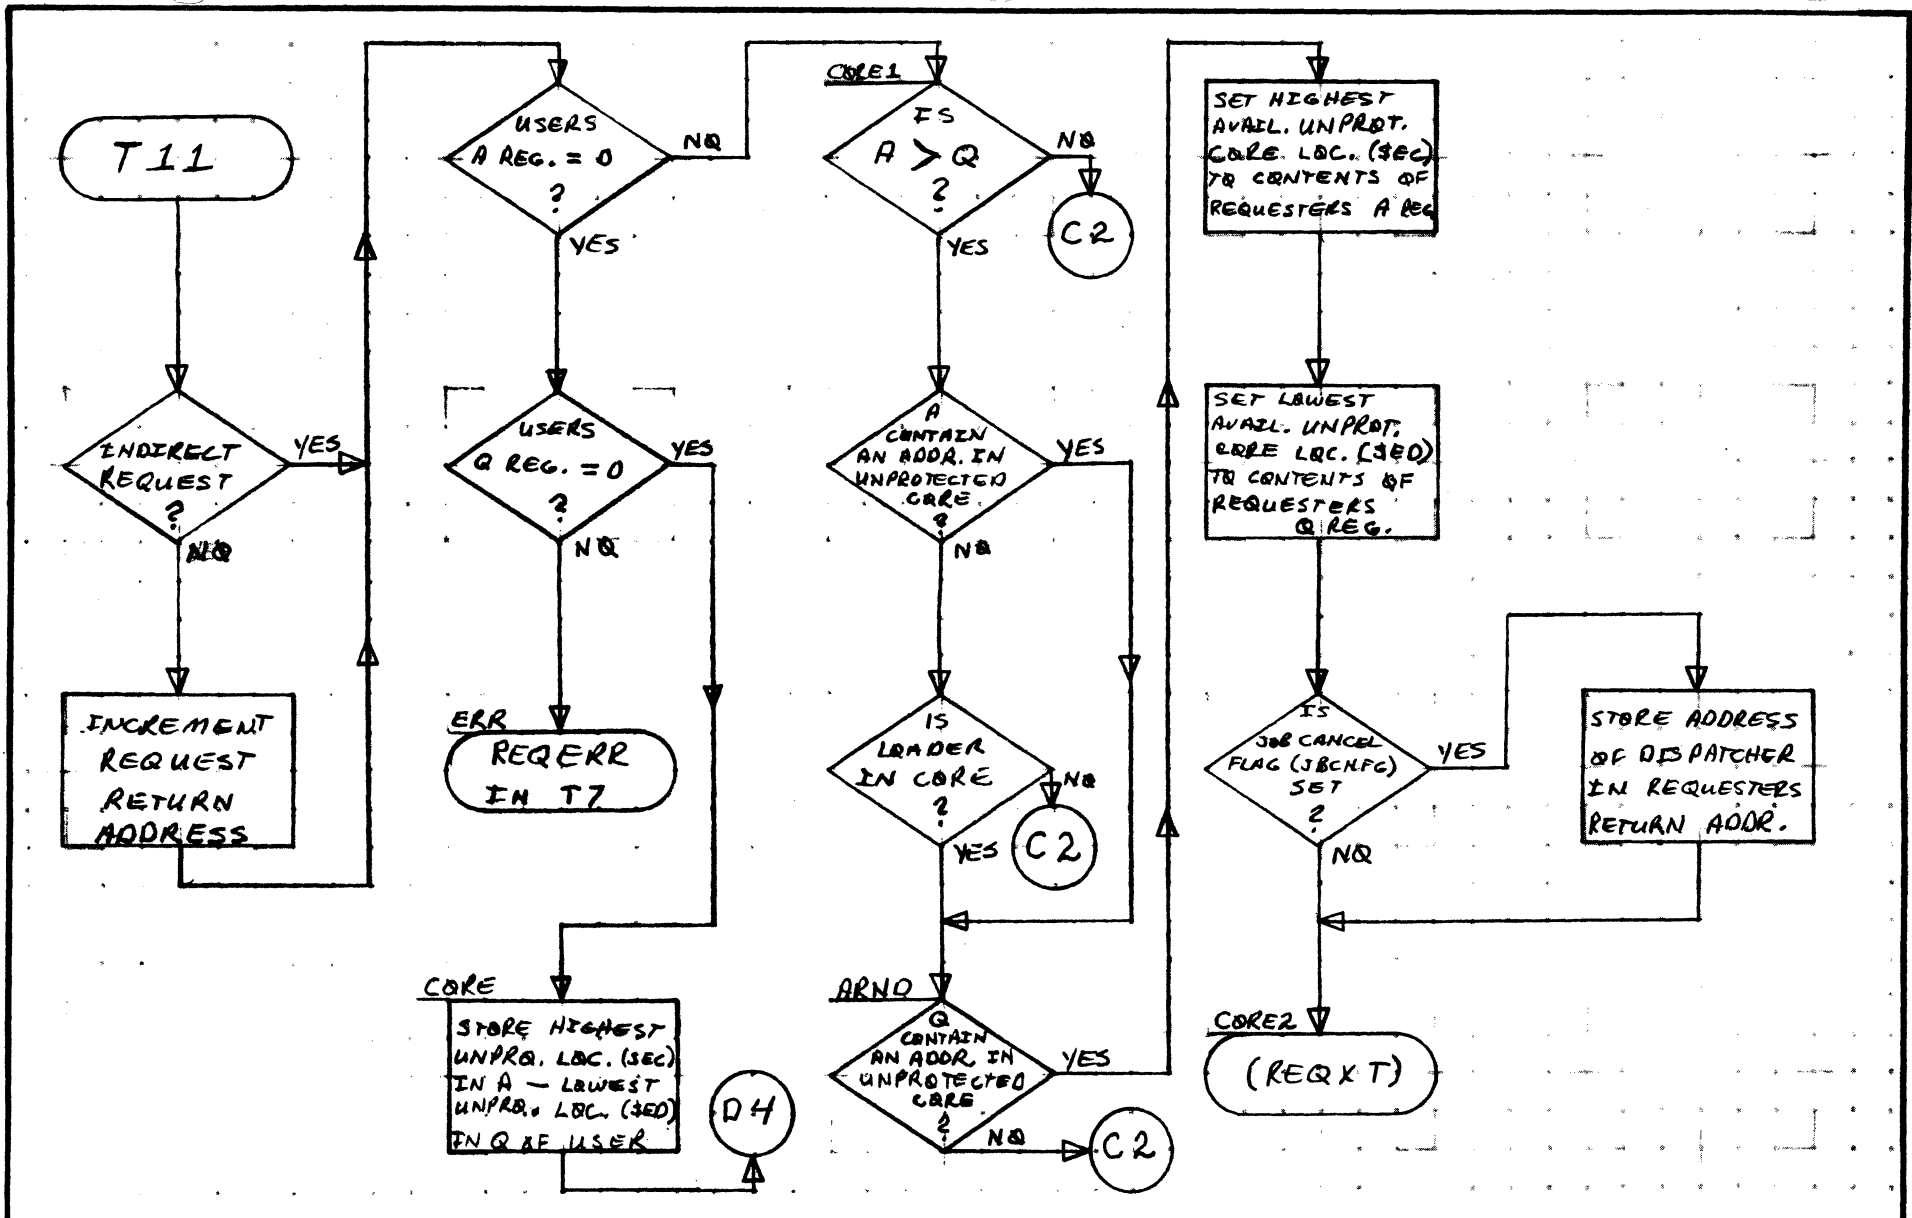 T11
INDIRECT
REQUEST
?
YES
NO
INCREMENT
REQUEST
RETURN
ADDRESS
USERS
A REG. = 0
?
NO
YES
USERS
Q REG. = 0
?
YES
NO
ERR
REQERR
IN T7
CORE
STORE HIGHEST
UNPRO. LOC. ($EC)
IN A — LOWEST
UNPRO. LOC. ($ED)
IN Q OF USER
D4
CORE1
IS
A > Q
?
NO
C2
YES
A
CONTAIN
AN ADDR. IN
UNPROTECTED
CORE
?
YES
NO
IS
LOADER
IN CORE
?
NO
C2
YES
ARND
Q
CONTAIN
AN ADDR. IN
UNPROTECTED
CORE
?
YES
NO
C2
SET HIGHEST
AVAIL. UNPROT.
CORE LOC. ($EC)
TO CONTENTS OF
REQUESTERS A REG
SET LOWEST
AVAIL. UNPROT.
CORE LOC. ($ED)
TO CONTENTS OF
REQUESTERS
Q REG.
IS
JOB CANCEL
FLAG (JBCNFG)
SET
?
YES
NO
STORE ADDRESS
OF DISPATCHER
IN REQUESTERS
RETURN ADDR.
CORE2
(REQXT)